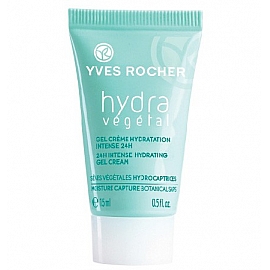 YVES ROCHER
hydra
végétal
GEL CRÈME HYDRATATION
INTENSE 24H
24H INTENSE HYDRATING
GEL CREAM
SÈVES VÉGÉTALES HYDROCAPTRICES
MOISTURE CAPTURE BOTANICAL SAPS
15 ml 0.5 fl.oz.